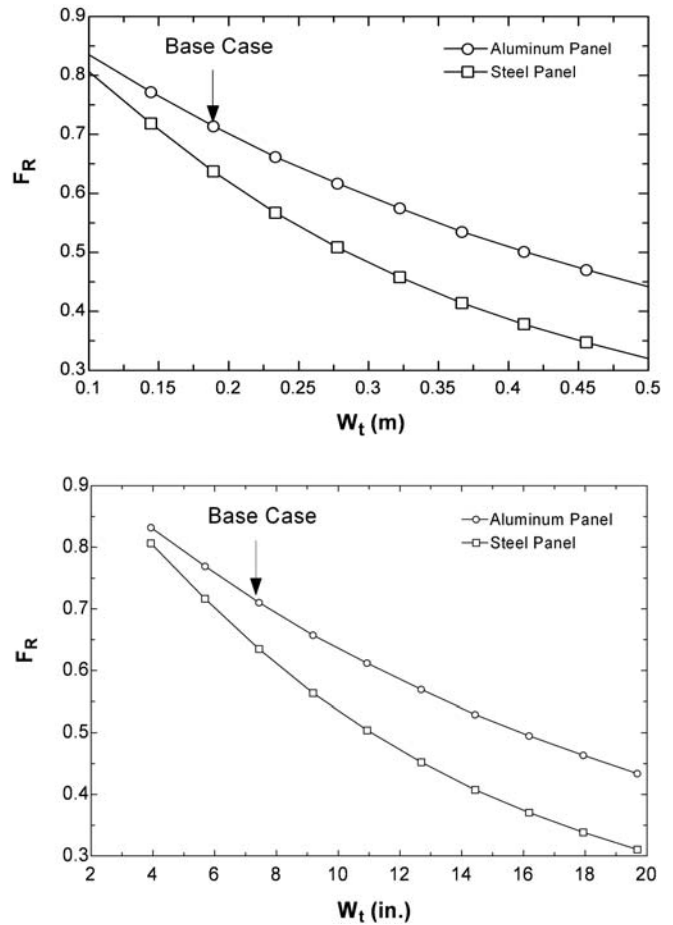 0.9
Base Case
Aluminum Panel
Steel Panel
0.8
0.7
F_R
0.6
0.5
0.4
0.3
0.1 0.15 0.2 0.25 0.3 0.35 0.4 0.45 0.5
W_t (m)
0.9
Base Case
Aluminum Panel
Steel Panel
0.8
0.7
F_R
0.6
0.5
0.4
0.3
2 4 6 8 10 12 14 16 18 20
W_t (in.)